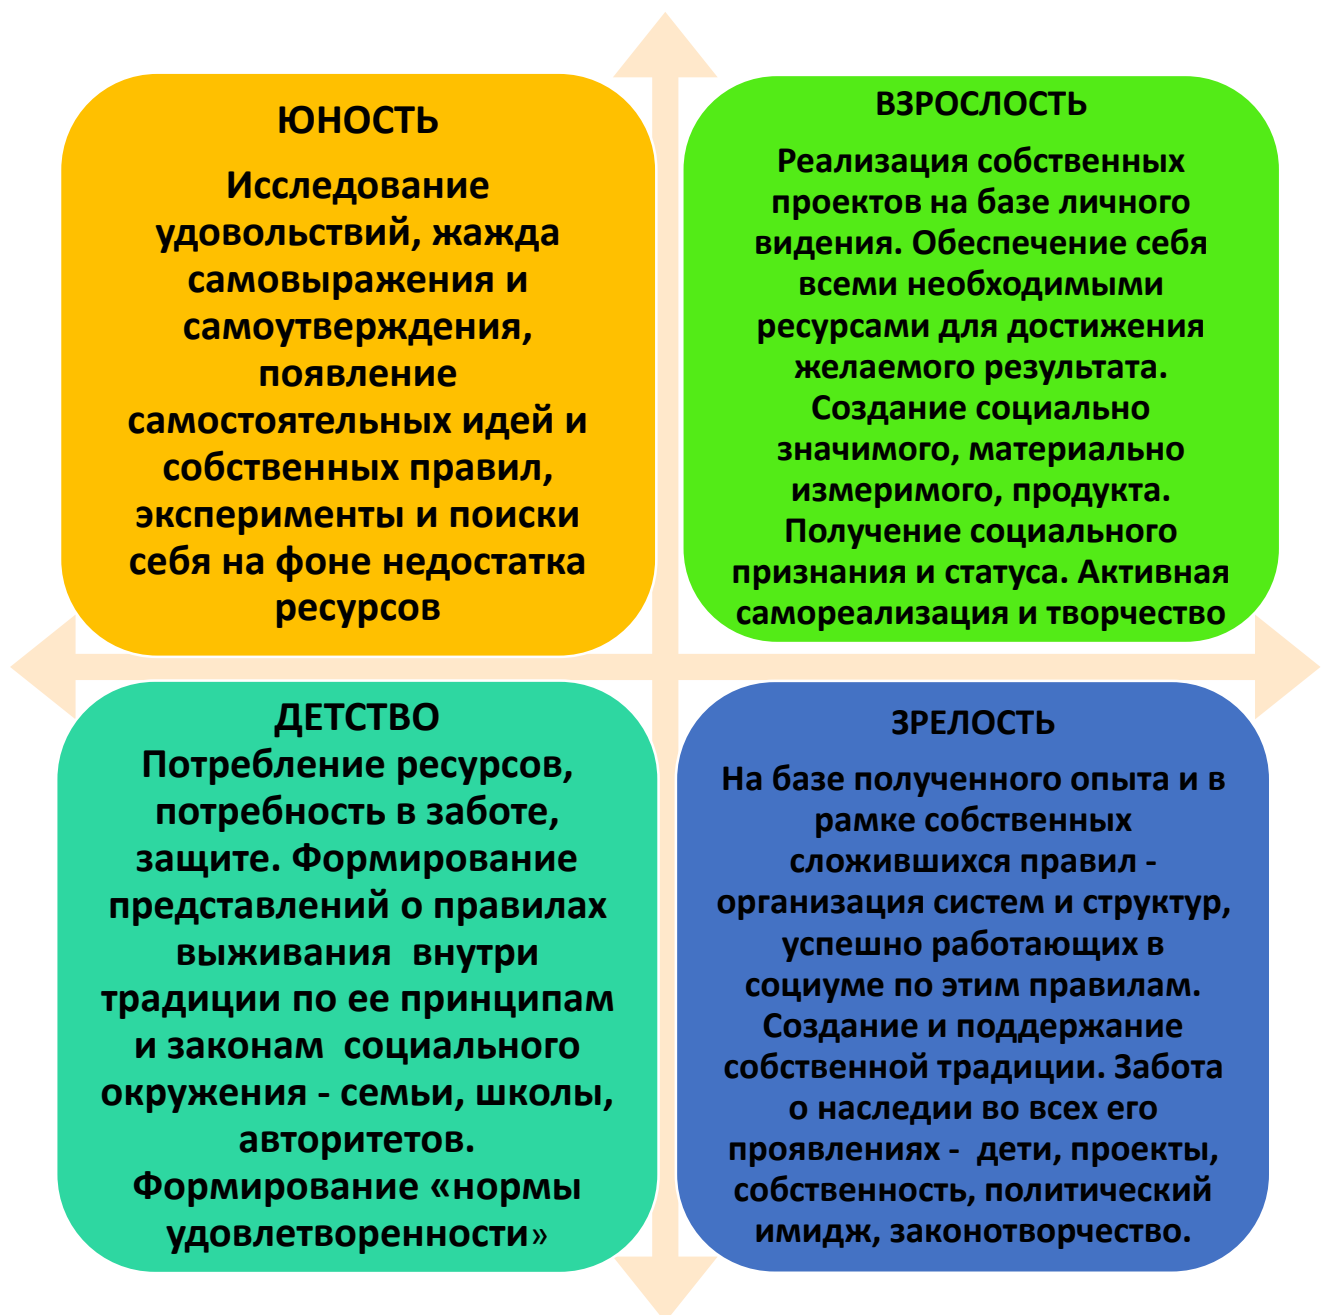 ЮНОСТЬ
Исследование
удовольствий, жажда
самовыражения и
самоутверждения,
появление
самостоятельных идей и
собственных правил,
эксперименты и поиски
себя на фоне недостатка
ресурсов
ВЗРОСЛОСТЬ
Реализация собственных
проектов на базе личного
видения. Обеспечение себя
всеми необходимыми
ресурсами для достижения
желаемого результата.
Создание социально
значимого, материально
измеримого, продукта.
Получение социального
признания и статуса. Активная
самореализация и творчество
ДЕТСТВО
Потребление ресурсов,
потребность в заботе,
защите. Формирование
представлений о правилах
выживания внутри
традиции по ее принципам
и законам социального
окружения - семьи, школы,
авторитетов.
Формирование «нормы
удовлетворенности»
ЗРЕЛОСТЬ
На базе полученного опыта и в
рамке собственных
сложившихся правил -
организация систем и структур,
успешно работающих в
социуме по этим правилам.
Создание и поддержание
собственной традиции. Забота
о наследии во всех его
проявлениях - дети, проекты,
собственность, политический
имидж, законотворчество.